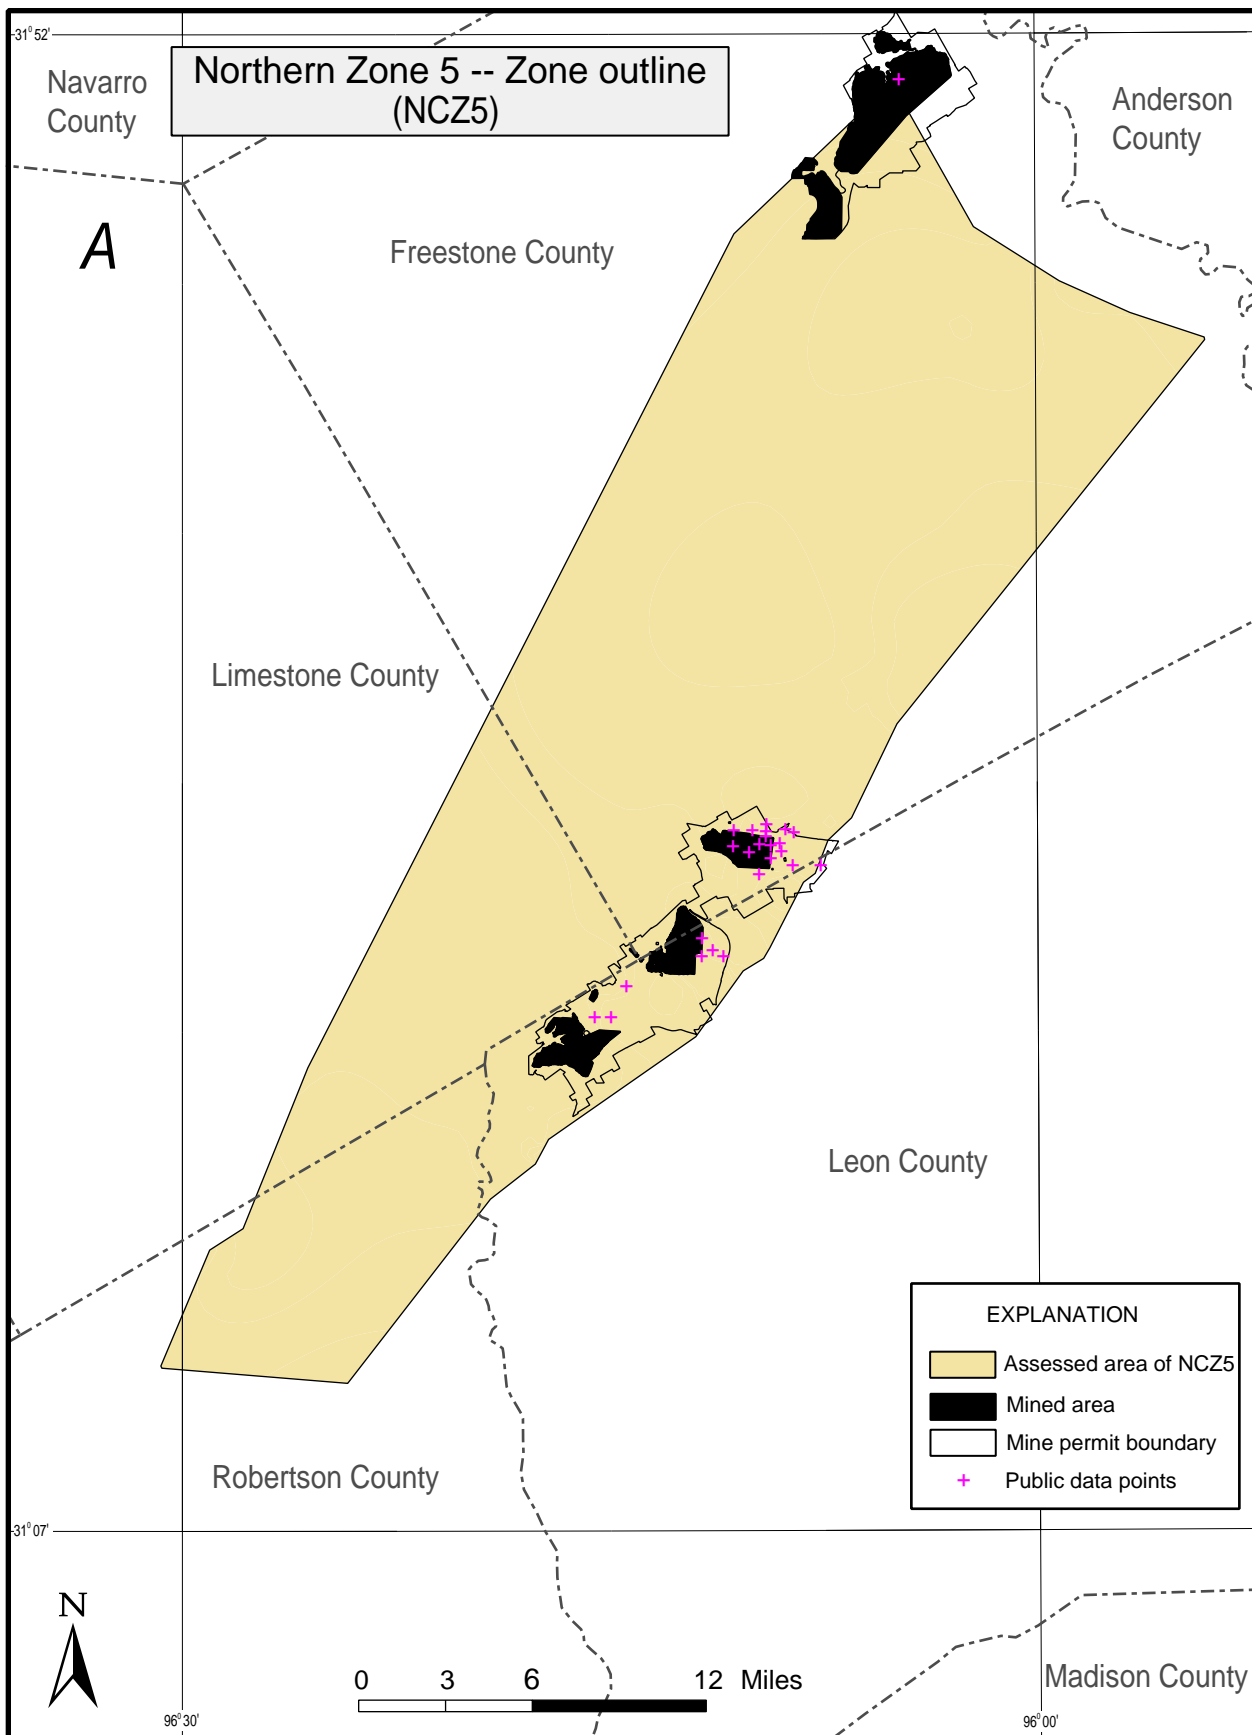 31° 52'
Northern Zone 5 -- Zone outline
(NCZ5)
Navarro
County
Anderson
County
A
Freestone County
Limestone County
Leon County
EXPLANATION
Assessed area of NCZ5
Mined area
Mine permit boundary
Public data points
Robertson County
31° 07'
N
0 3 6 12 Miles
Madison County
96° 30'
96° 00'